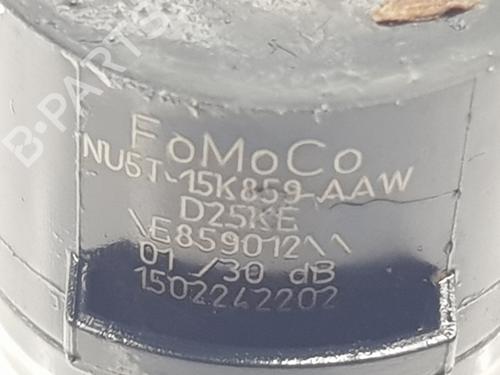 B-PARTS
FoMoCo
NU5T-15K859-AAW
D25KE
\E859012\\
01 /30 dB
1502242202